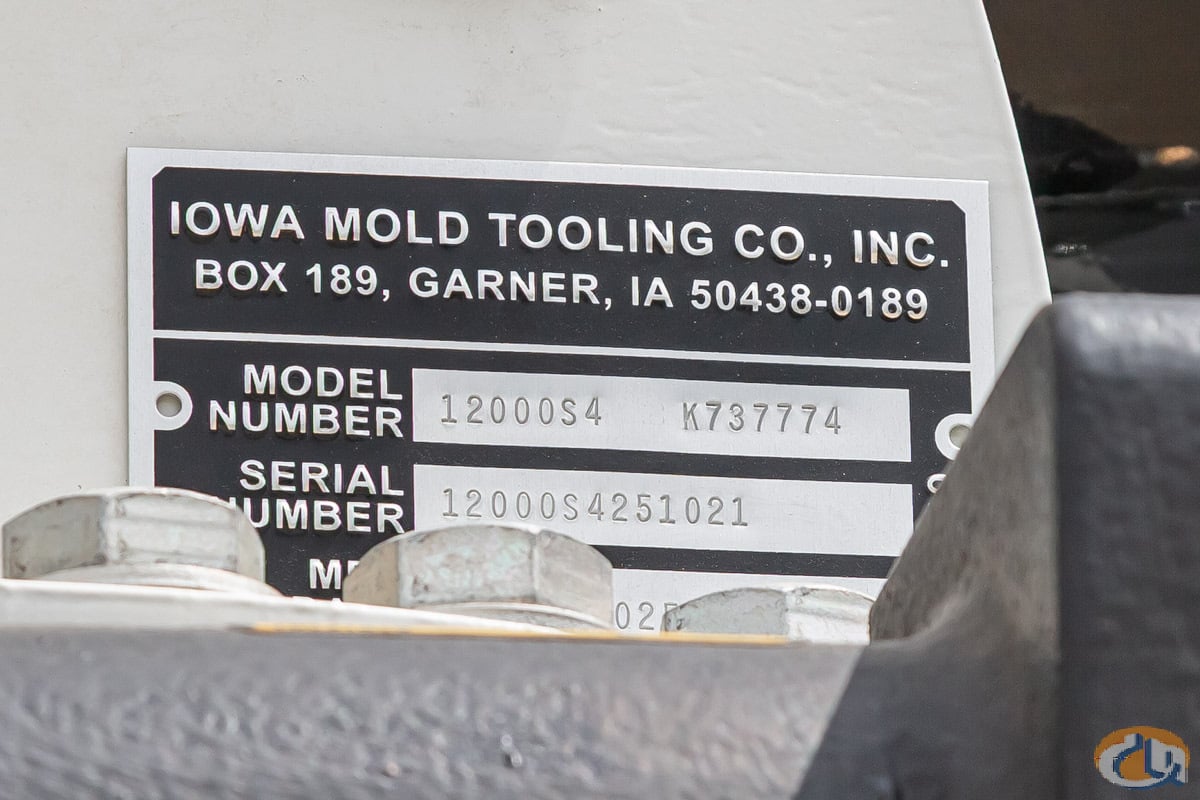 IOWA MOLD TOOLING CO., INC.
BOX 189, GARNER, IA 50438-0189
MODEL NUMBER 12000S4 K737774
SERIAL NUMBER 12000S4251021